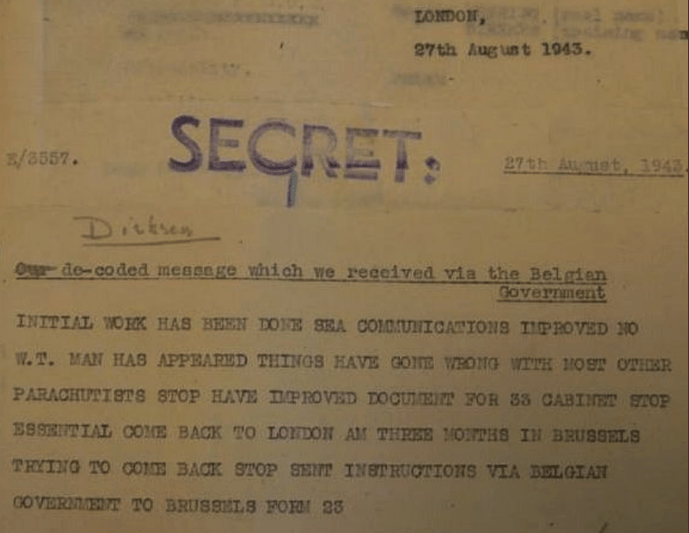 LONDON,
27th August 1943.
E/3557.
SECRET:
27th August, 1943.
Dirksen
Our de-coded message which we received via the Belgian
Government
INITIAL WORK HAS BEEN DONE SEA COMMUNICATIONS IMPROVED NO
W.T. MAN HAS APPEARED THINGS HAVE GONE WRONG WITH MOST OTHER
PARACHUTISTS STOP HAVE IMPROVED DOCUMENT FOR 33 CABINET STOP
ESSENTIAL COME BACK TO LONDON AM THREE MONTHS IN BRUSSELS
TRYING TO COME BACK STOP SENT INSTRUCTIONS VIA BELGIAN
GOVERNMENT TO BRUSSELS FORM 23